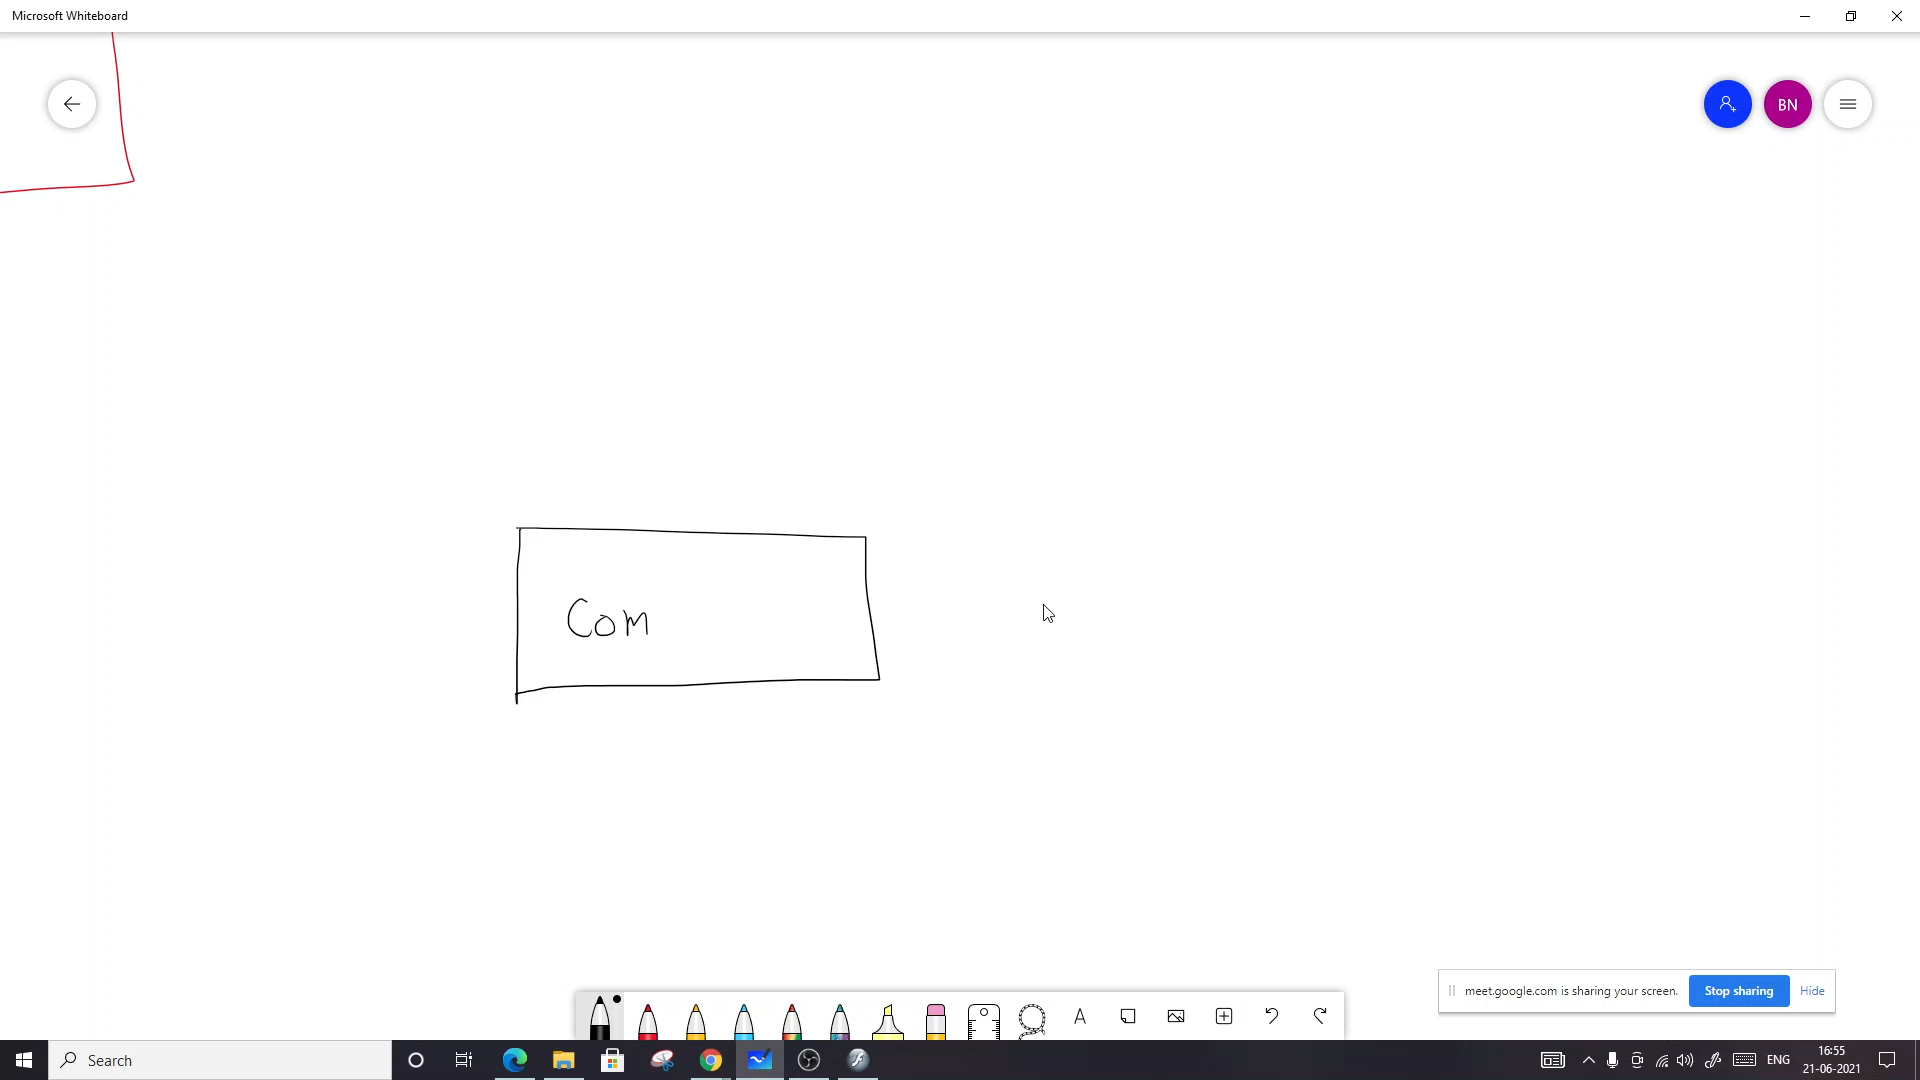 Microsoft Whiteboard
BN
Com
meet.google.com is sharing your screen.
Stop sharing
Hide
Search
ENG
16:55
21-06-2021